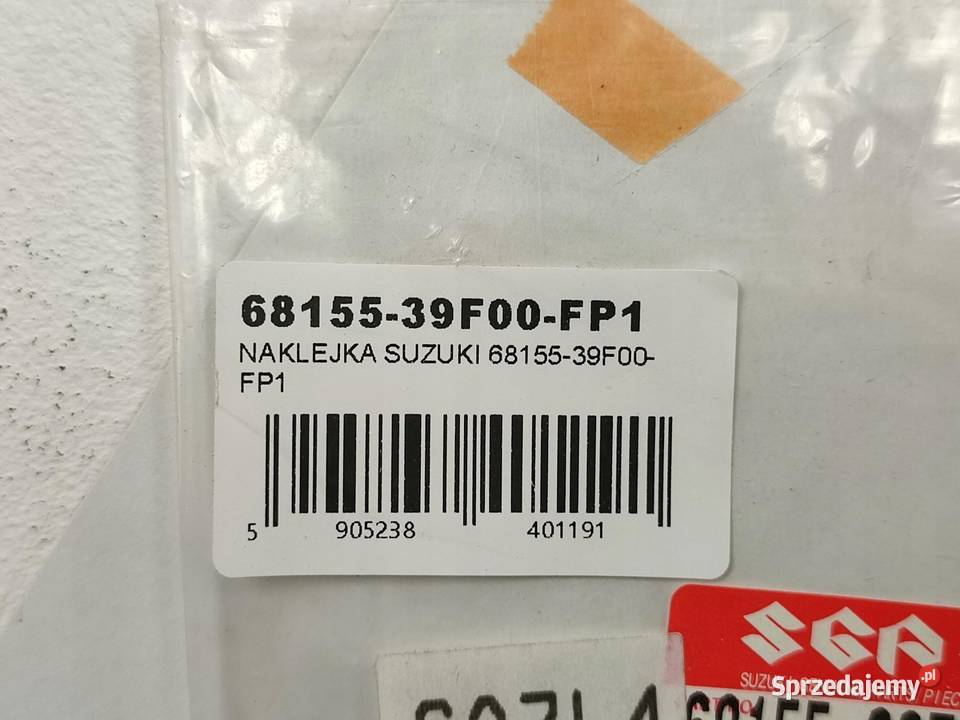 68155-39F00-FP1
NAKLEJKA SUZUKI 68155-39F00-
FP1
5 905238 401191
SGP
Sprzedajemy.pl